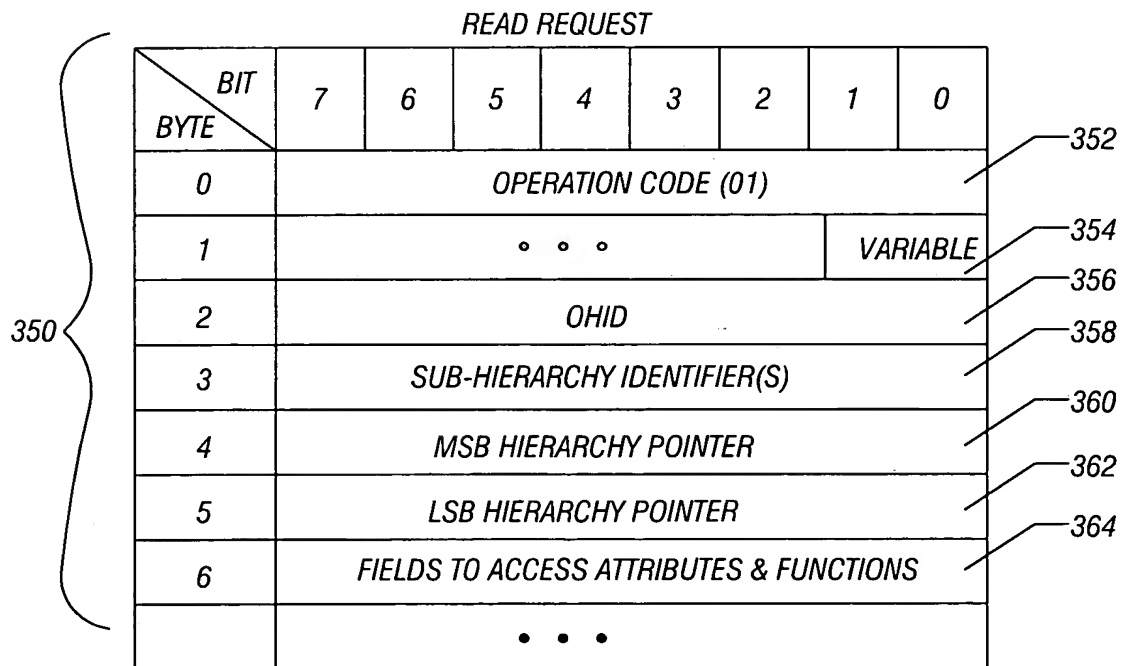 READ REQUEST
BIT
BYTE
7 6 5 4 3 2 1 0
0 OPERATION CODE (01) 352
1 ∘ ∘ ∘ VARIABLE 354
2 OHID 356
3 SUB-HIERARCHY IDENTIFIER(S) 358
4 MSB HIERARCHY POINTER 360
5 LSB HIERARCHY POINTER 362
6 FIELDS TO ACCESS ATTRIBUTES & FUNCTIONS 364
• • •
350